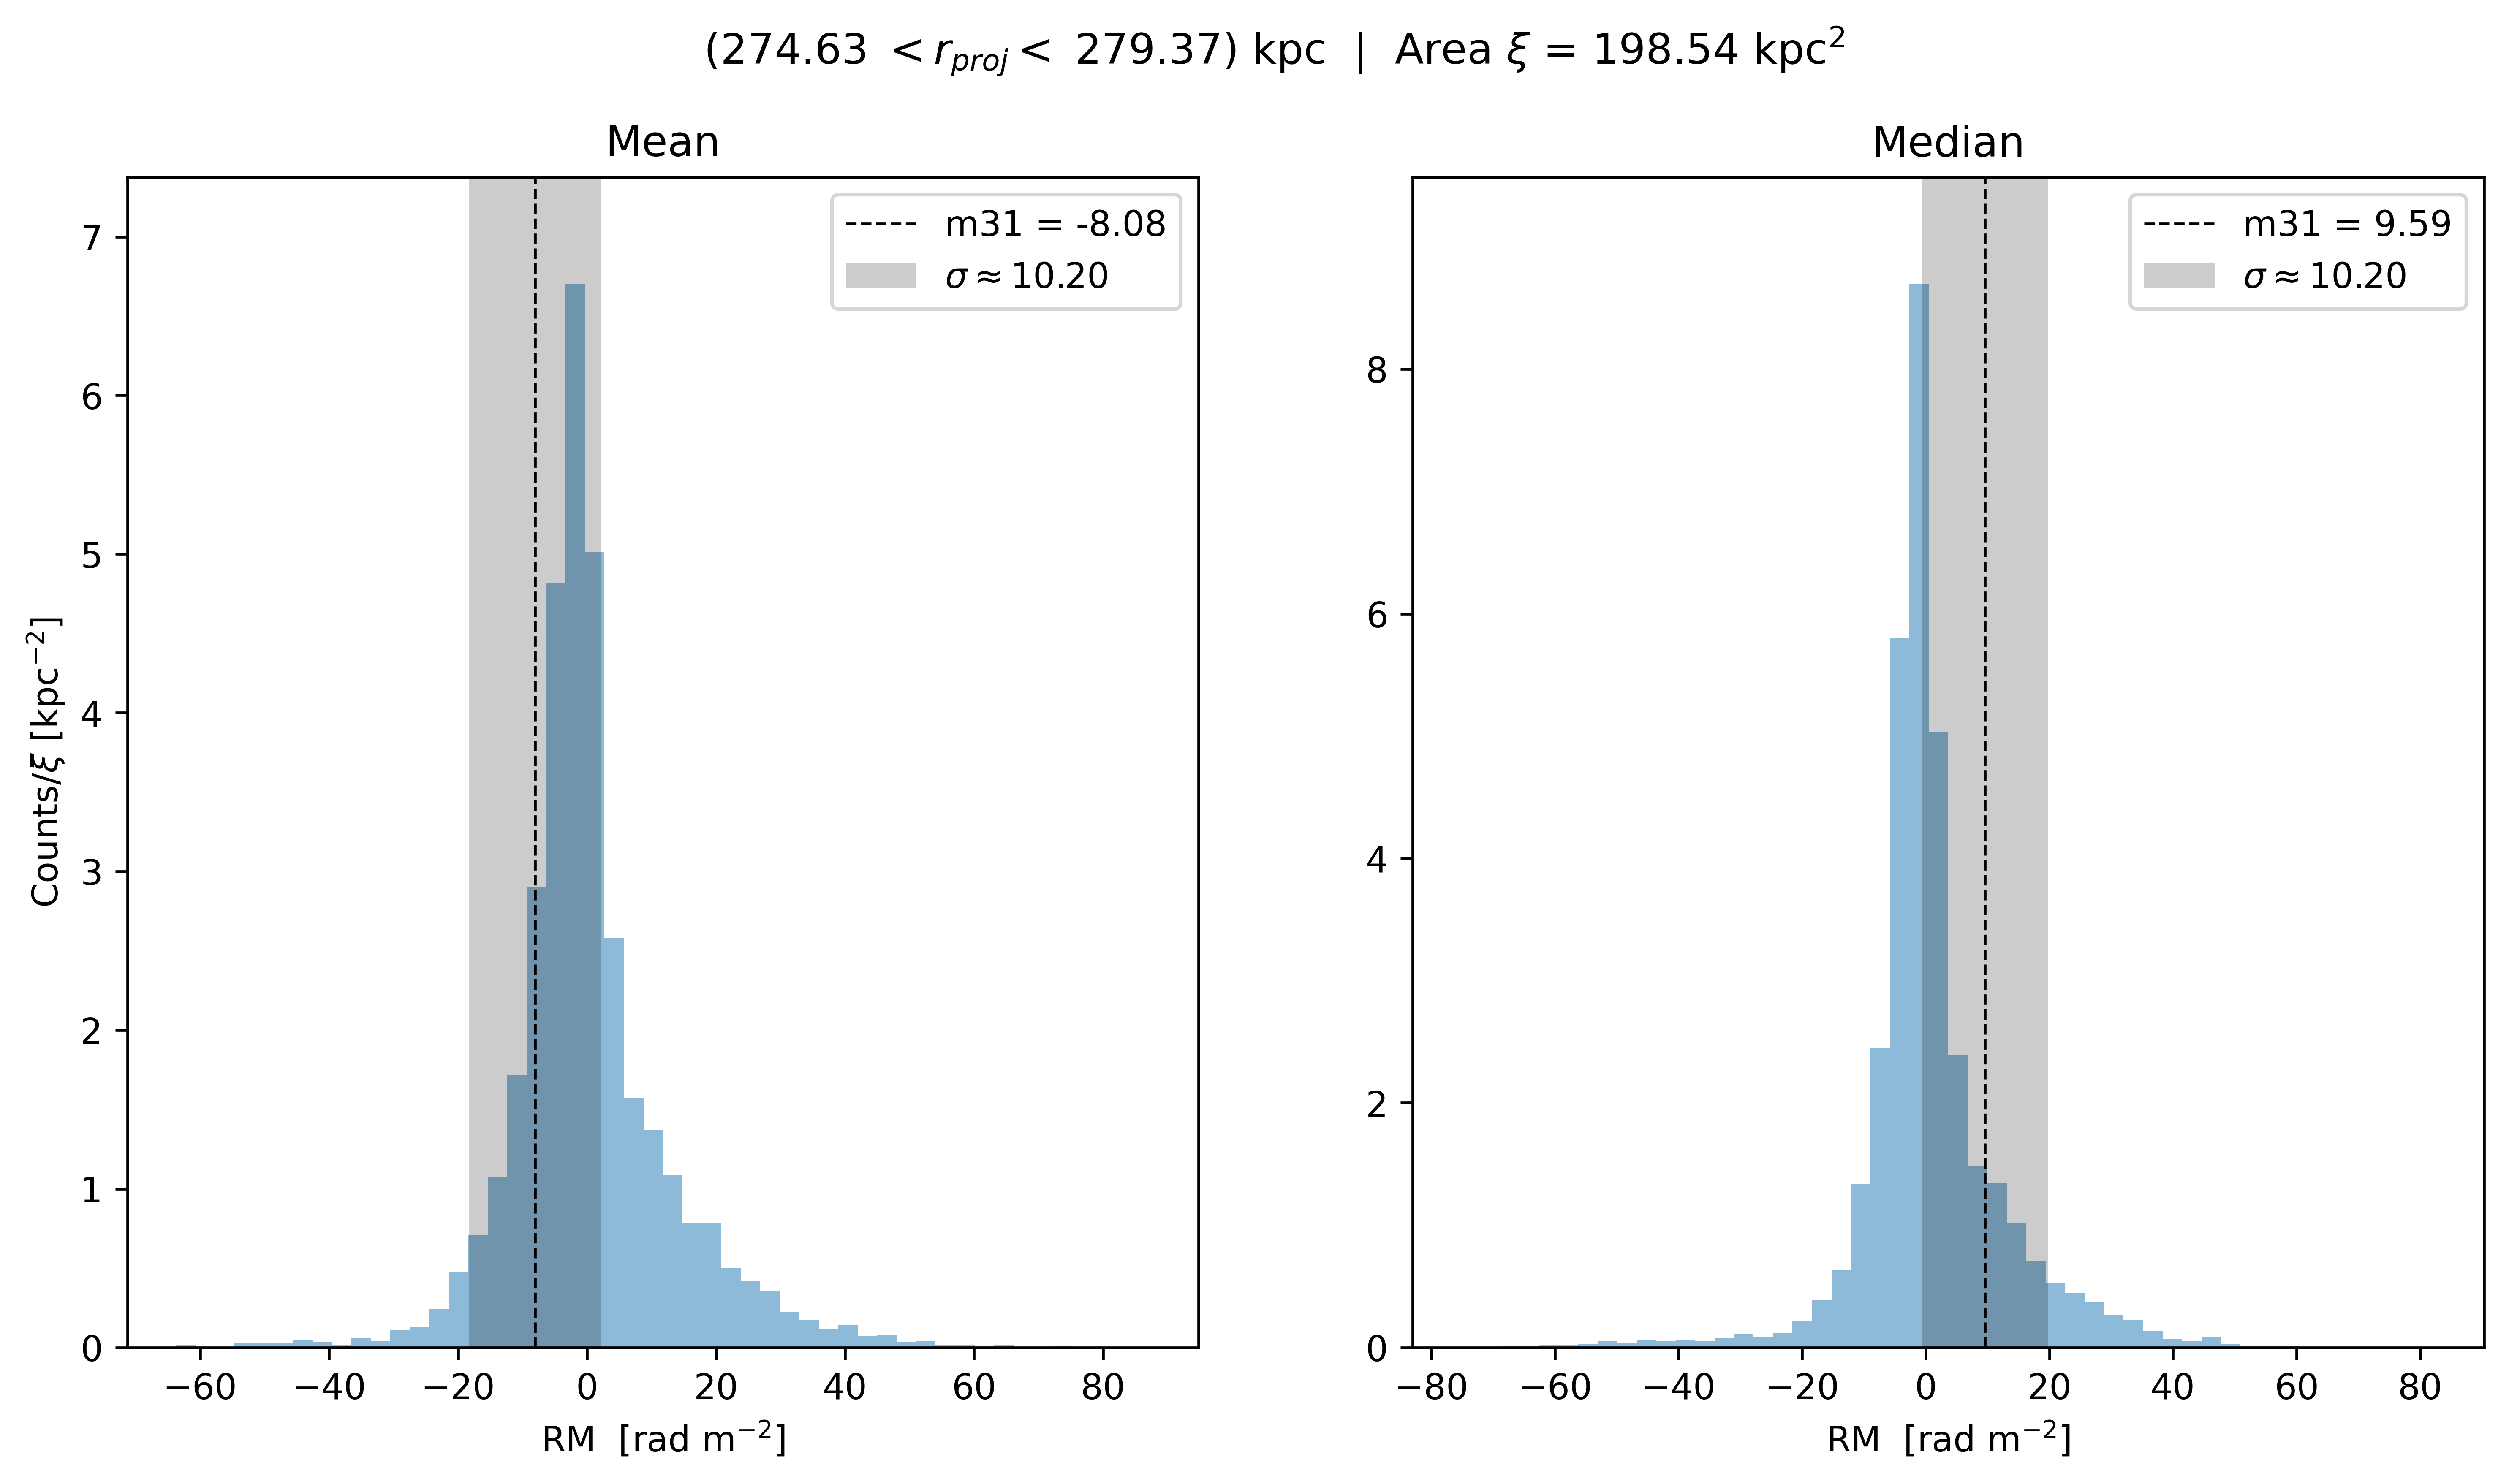 (274.63 < r_proj < 279.37) kpc | Area ξ = 198.54 kpc²
Mean
Median
m31 = -8.08
σ≈10.20
m31 = 9.59
σ≈10.20
Counts/ξ [kpc⁻²]
7
6
5
4
3
2
1
0
−60 −40 −20 0 20 40 60 80
RM [rad m⁻²]
8
6
4
2
0
−80 −60 −40 −20 0 20 40 60 80
RM [rad m⁻²]